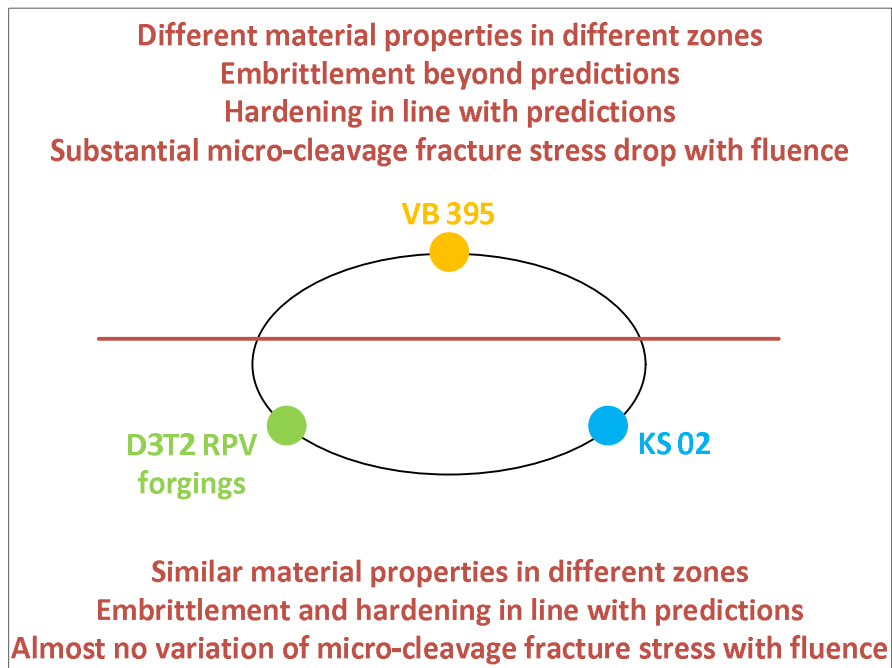 Different material properties in different zones
Embrittlement beyond predictions
Hardening in line with predictions
Substantial micro-cleavage fracture stress drop with fluence
VB 395
D3T2 RPV
forgings
KS 02
Similar material properties in different zones
Embrittlement and hardening in line with predictions
Almost no variation of micro-cleavage fracture stress with fluence